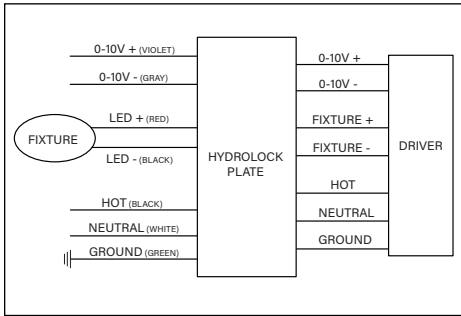 0-10V + (VIOLET)
0-10V - (GRAY)
LED + (RED)
FIXTURE
LED - (BLACK)
HOT (BLACK)
NEUTRAL (WHITE)
GROUND (GREEN)
HYDROLOCK
PLATE
0-10V +
0-10V -
FIXTURE +
FIXTURE -
HOT
NEUTRAL
GROUND
DRIVER